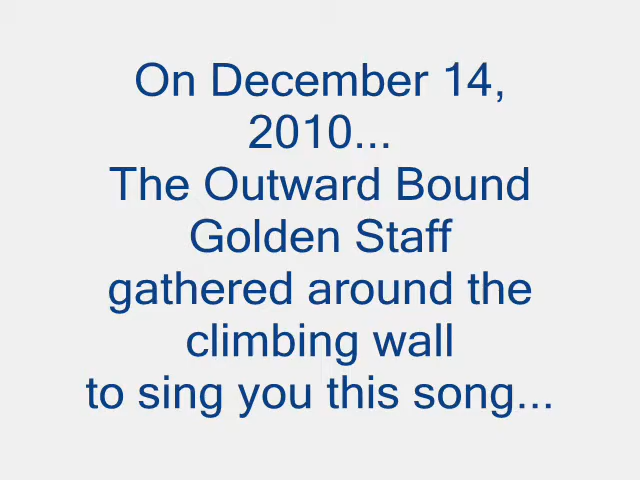 On December 14,
2010...
The Outward Bound
Golden Staff
gathered around the
climbing wall
to sing you this song...